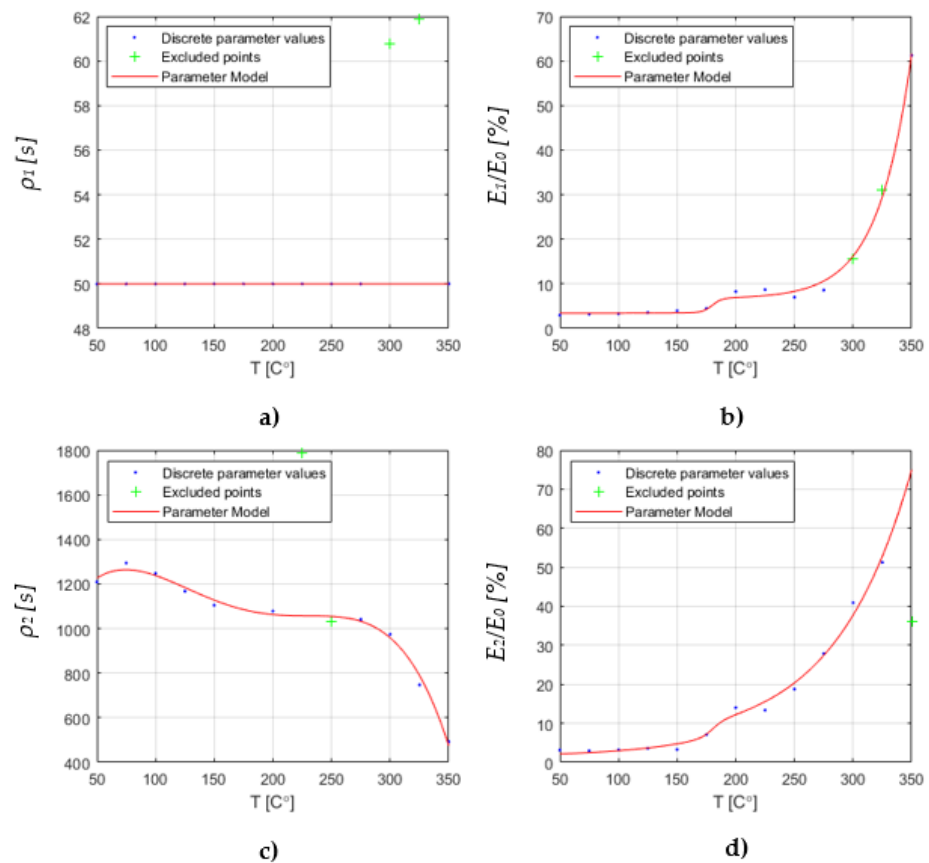 62
60
58
56
54
52
50
48
ρ1 [s]
Discrete parameter values
Excluded points
Parameter Model
50 100 150 200 250 300 350
T [C°]
a)
70
60
50
40
30
20
10
0
E1/E0 [%]
Discrete parameter values
Excluded points
Parameter Model
50 100 150 200 250 300 350
T [C°]
b)
1800
1600
1400
1200
1000
800
600
400
ρ2 [s]
Discrete parameter values
Excluded points
Parameter Model
50 100 150 200 250 300 350
T [C°]
c)
80
70
60
50
40
30
20
10
0
E2/E0 [%]
Discrete parameter values
Excluded points
Parameter Model
50 100 150 200 250 300 350
T [C°]
d)